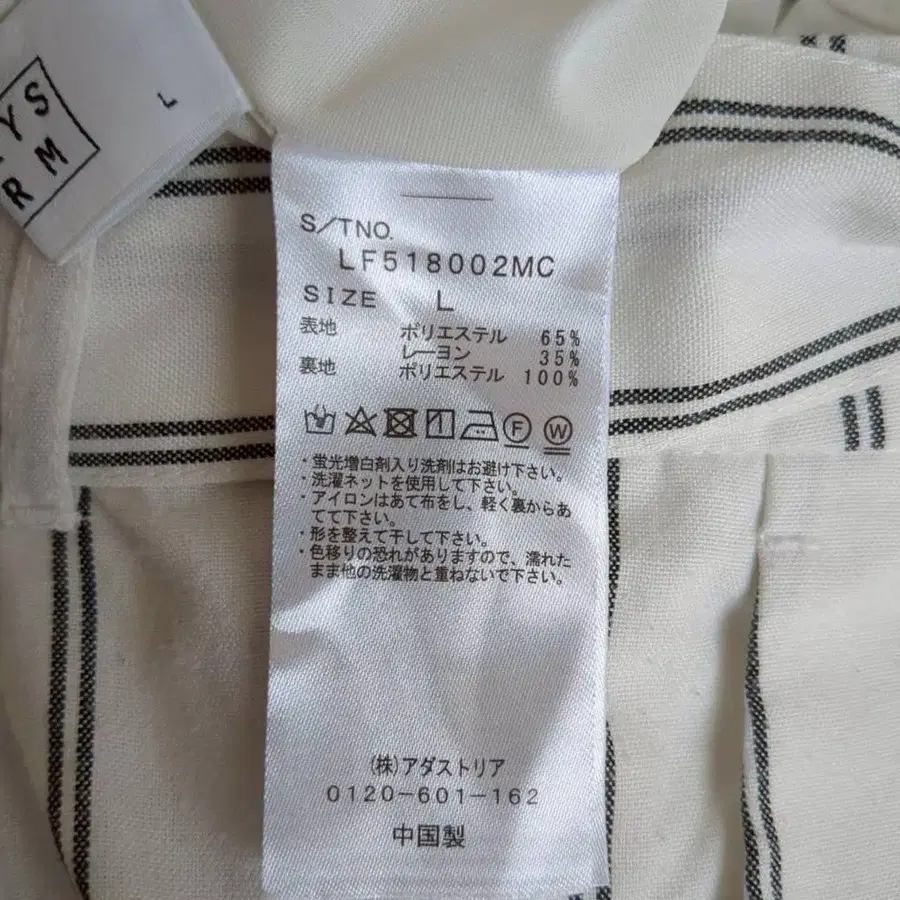 YS
RM
L
S/TNO.
LF518002MC
SIZE L
表地 ポリエステル 65%
レーヨン 35%
裏地 ポリエステル 100%
F W
・蛍光増白剤入り洗剤はお避け下さい。
・洗濯ネットを使用して下さい。
・アイロンはあて布をし、軽く裏からあ
てて下さい。
・形を整えて干して下さい。
・色移りの恐れがありますので、濡れた
まま他の洗濯物と重ねないで下さい。
(株)アダストリア
0120-601-162
中国製